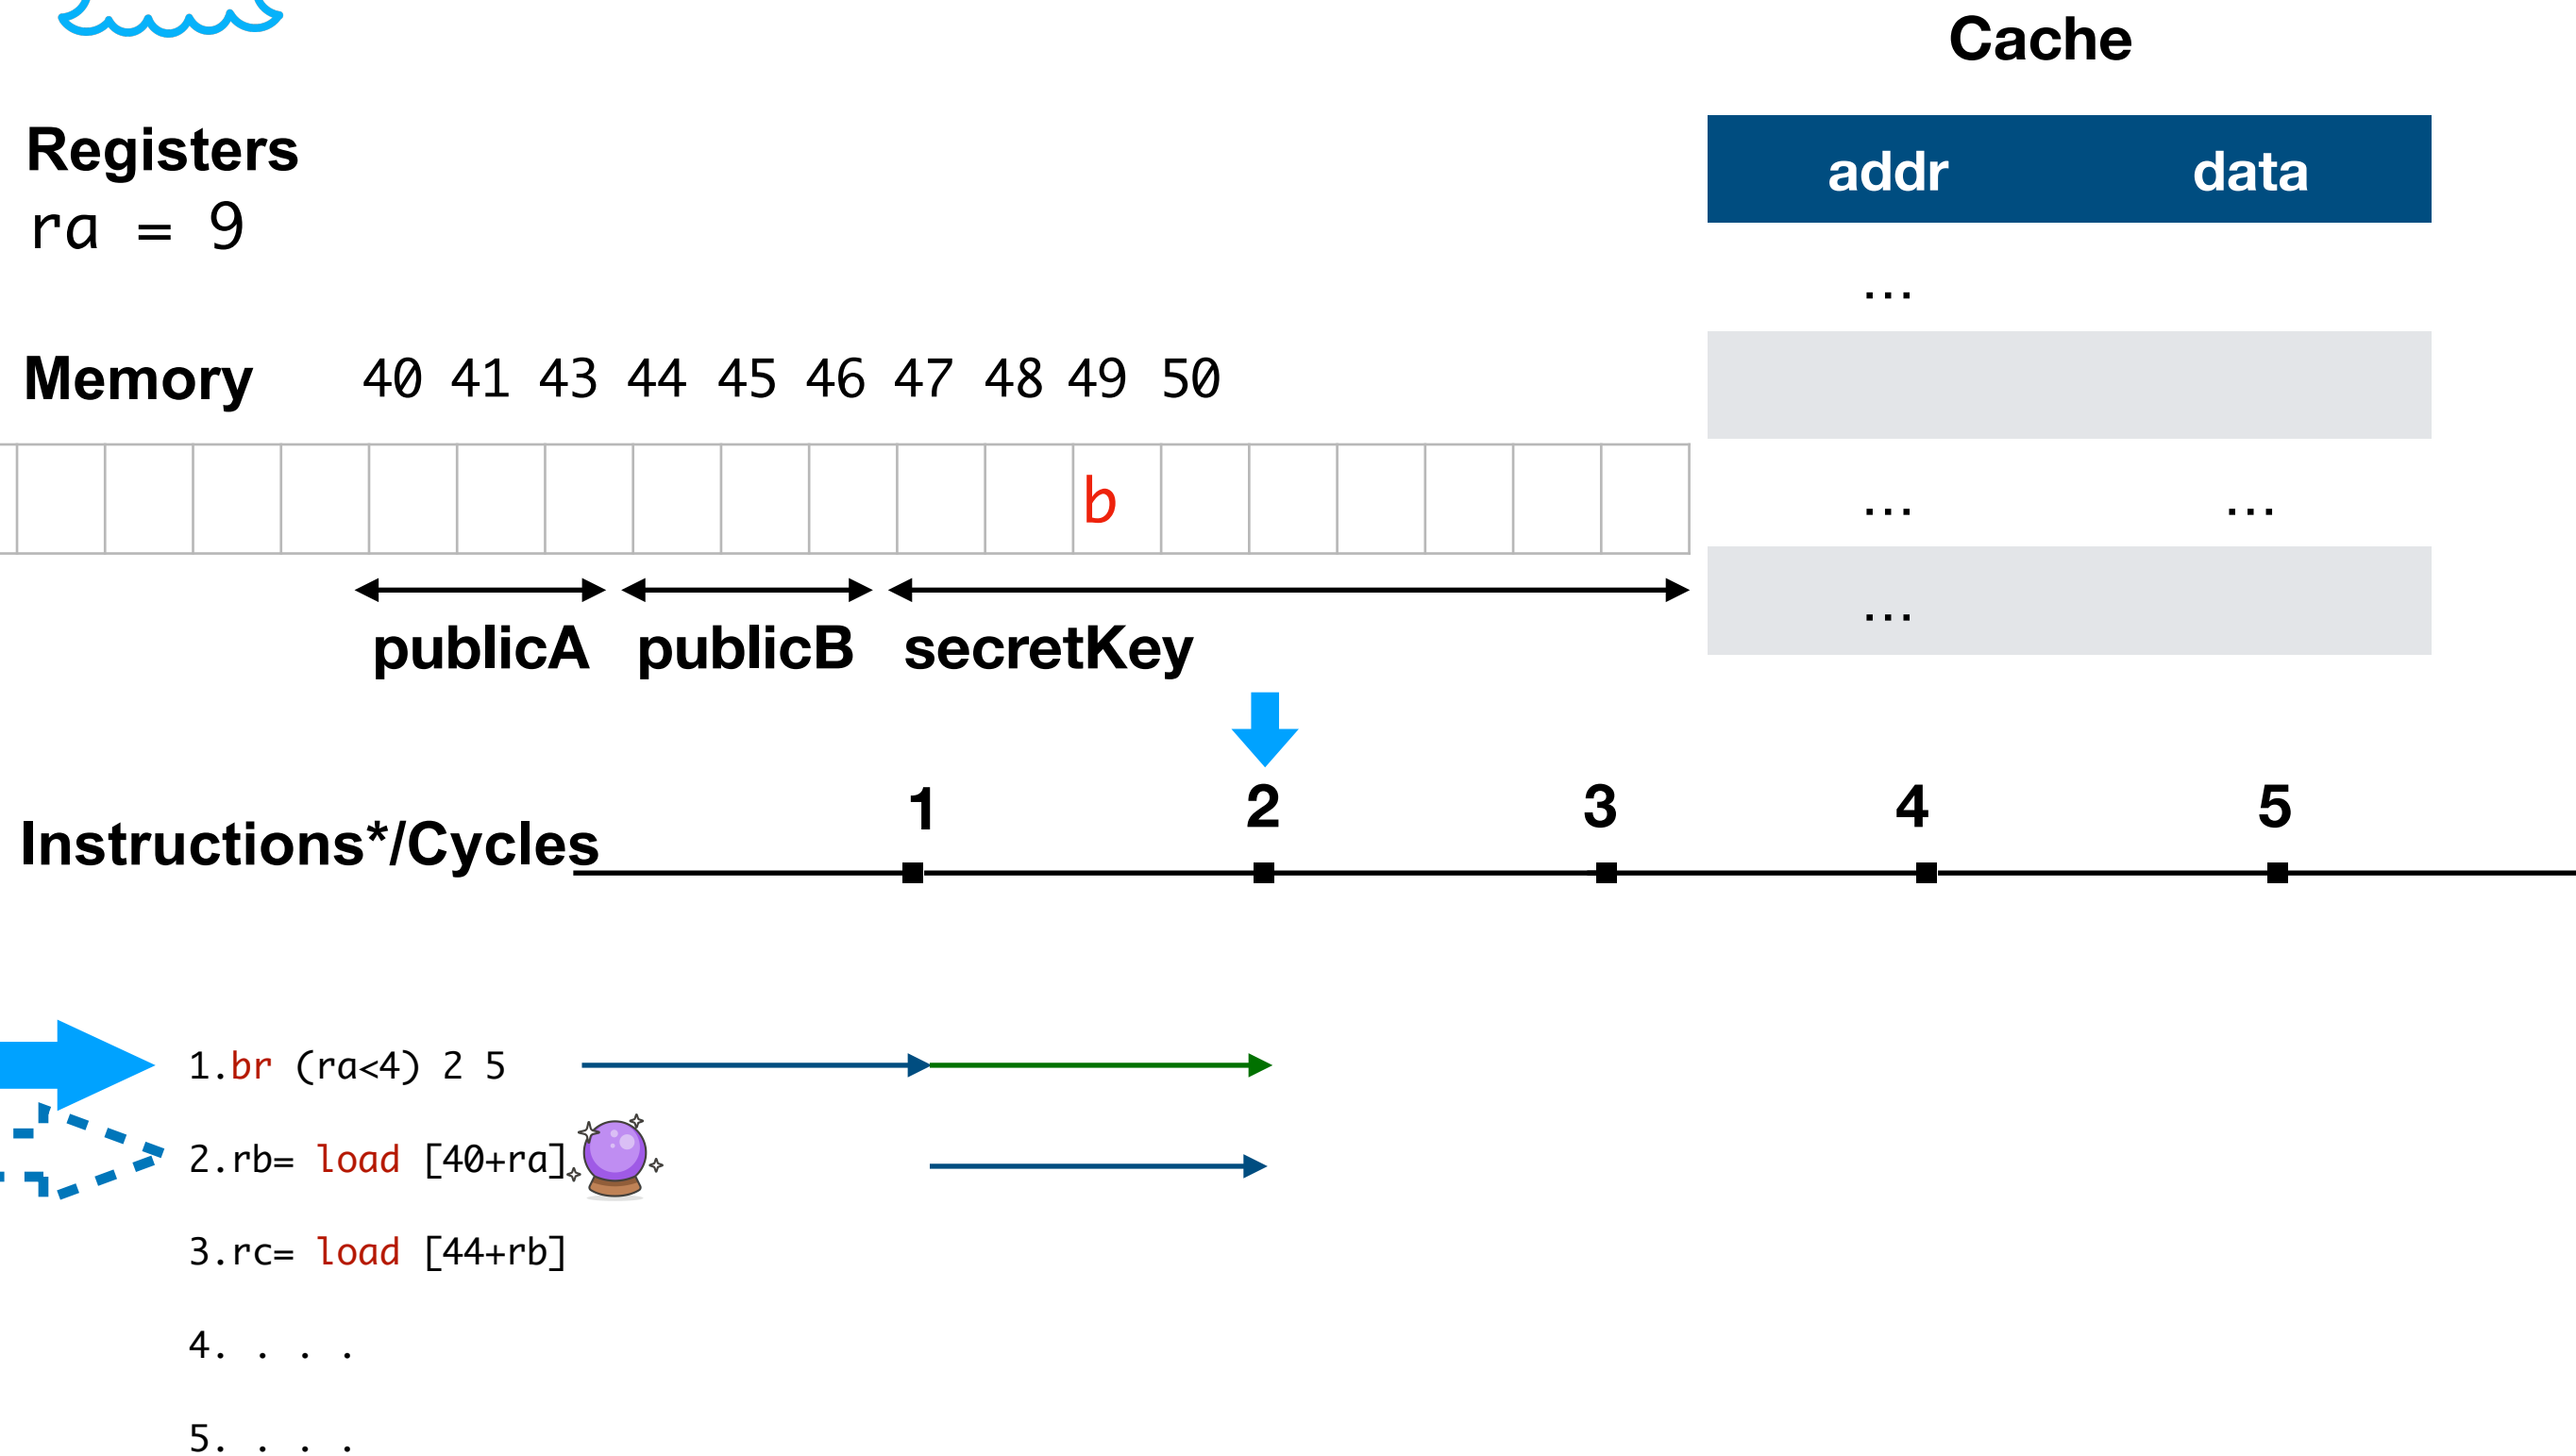 Cache
addr data
Registers
ra = 9
…
Memory 40 41 43 44 45 46 47 48 49 50
b
… …
…
publicA publicB secretKey
1 2 3 4 5
Instructions*/Cycles
1.br (ra<4) 2 5
2.rb= load [40+ra]
3.rc= load [44+rb]
4. . . .
5. . . .